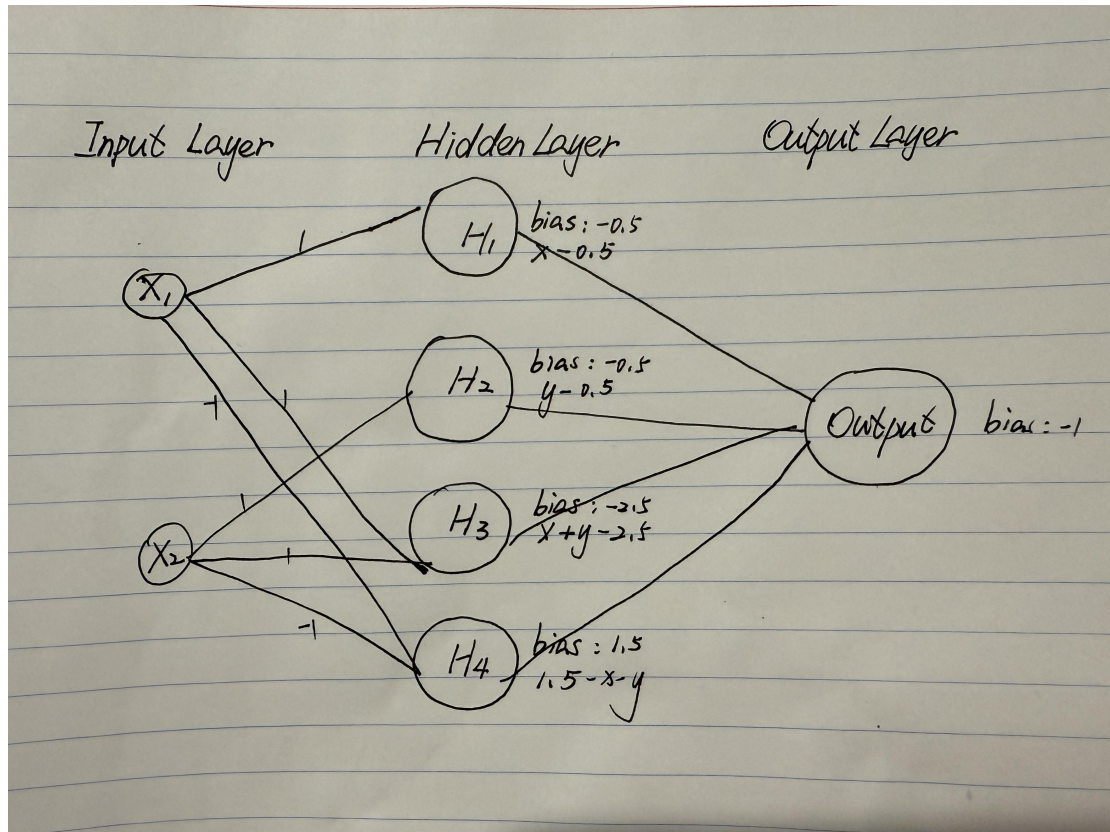 Input Layer
Hidden Layer
Output Layer
H₁
bias: -0.5
x-0.5
1
X₁
H₂
bias: -0.5
y-0.5
-1
1
Output
bias: -1
1
H₃
bias: -2.5
x+y-2.5
X₂
1
-1
H₄
bias: 1.5
1.5-x-y